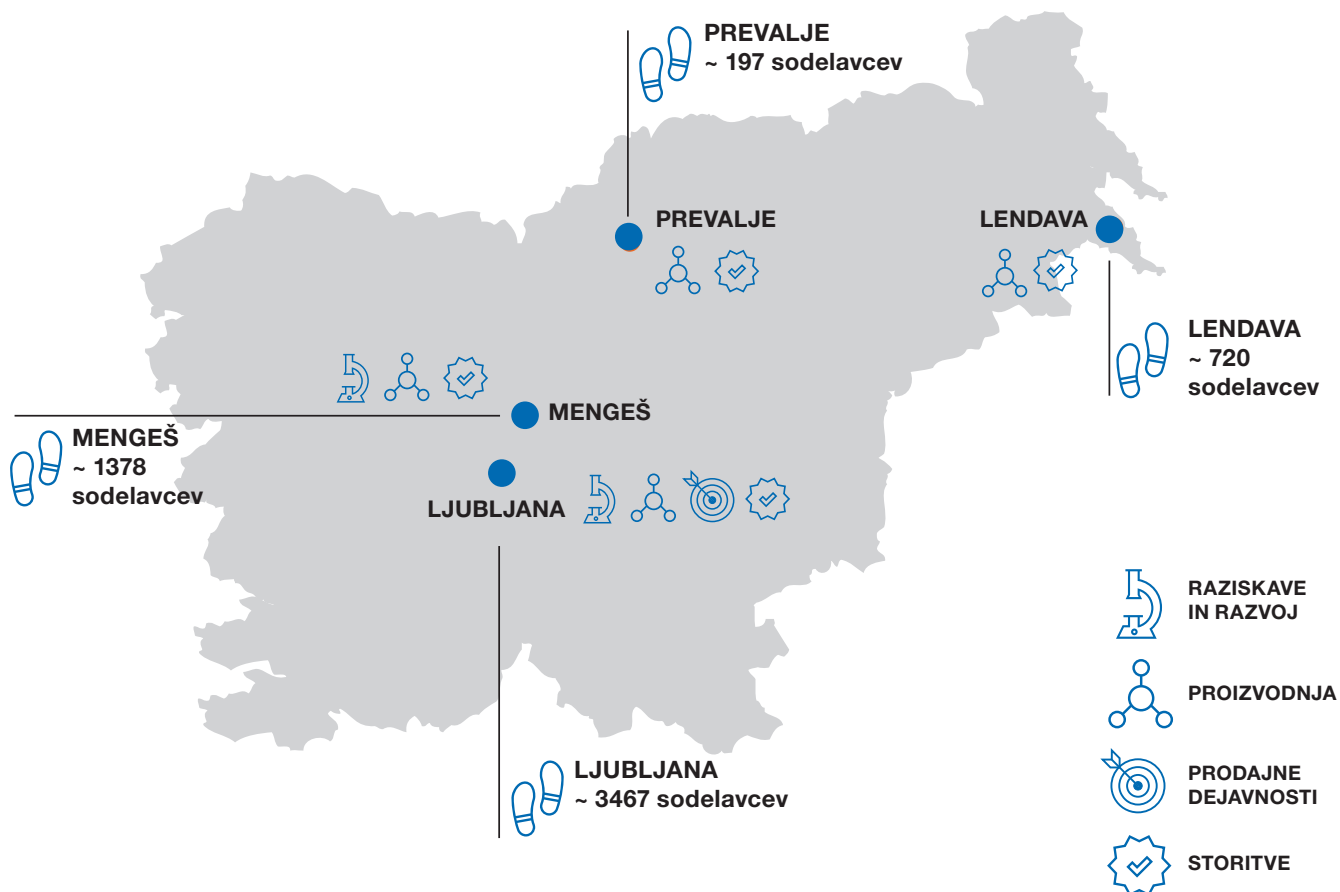 PREVALJE
~ 197 sodelavcev
PREVALJE
LENDAVA
LENDAVA
~ 720
sodelavcev
MENGEŠ
MENGEŠ
~ 1378
sodelavcev
LJUBLJANA
LJUBLJANA
~ 3467 sodelavcev
RAZISKAVE
IN RAZVOJ
PROIZVODNJA
PRODAJNE
DEJAVNOSTI
STORITVE